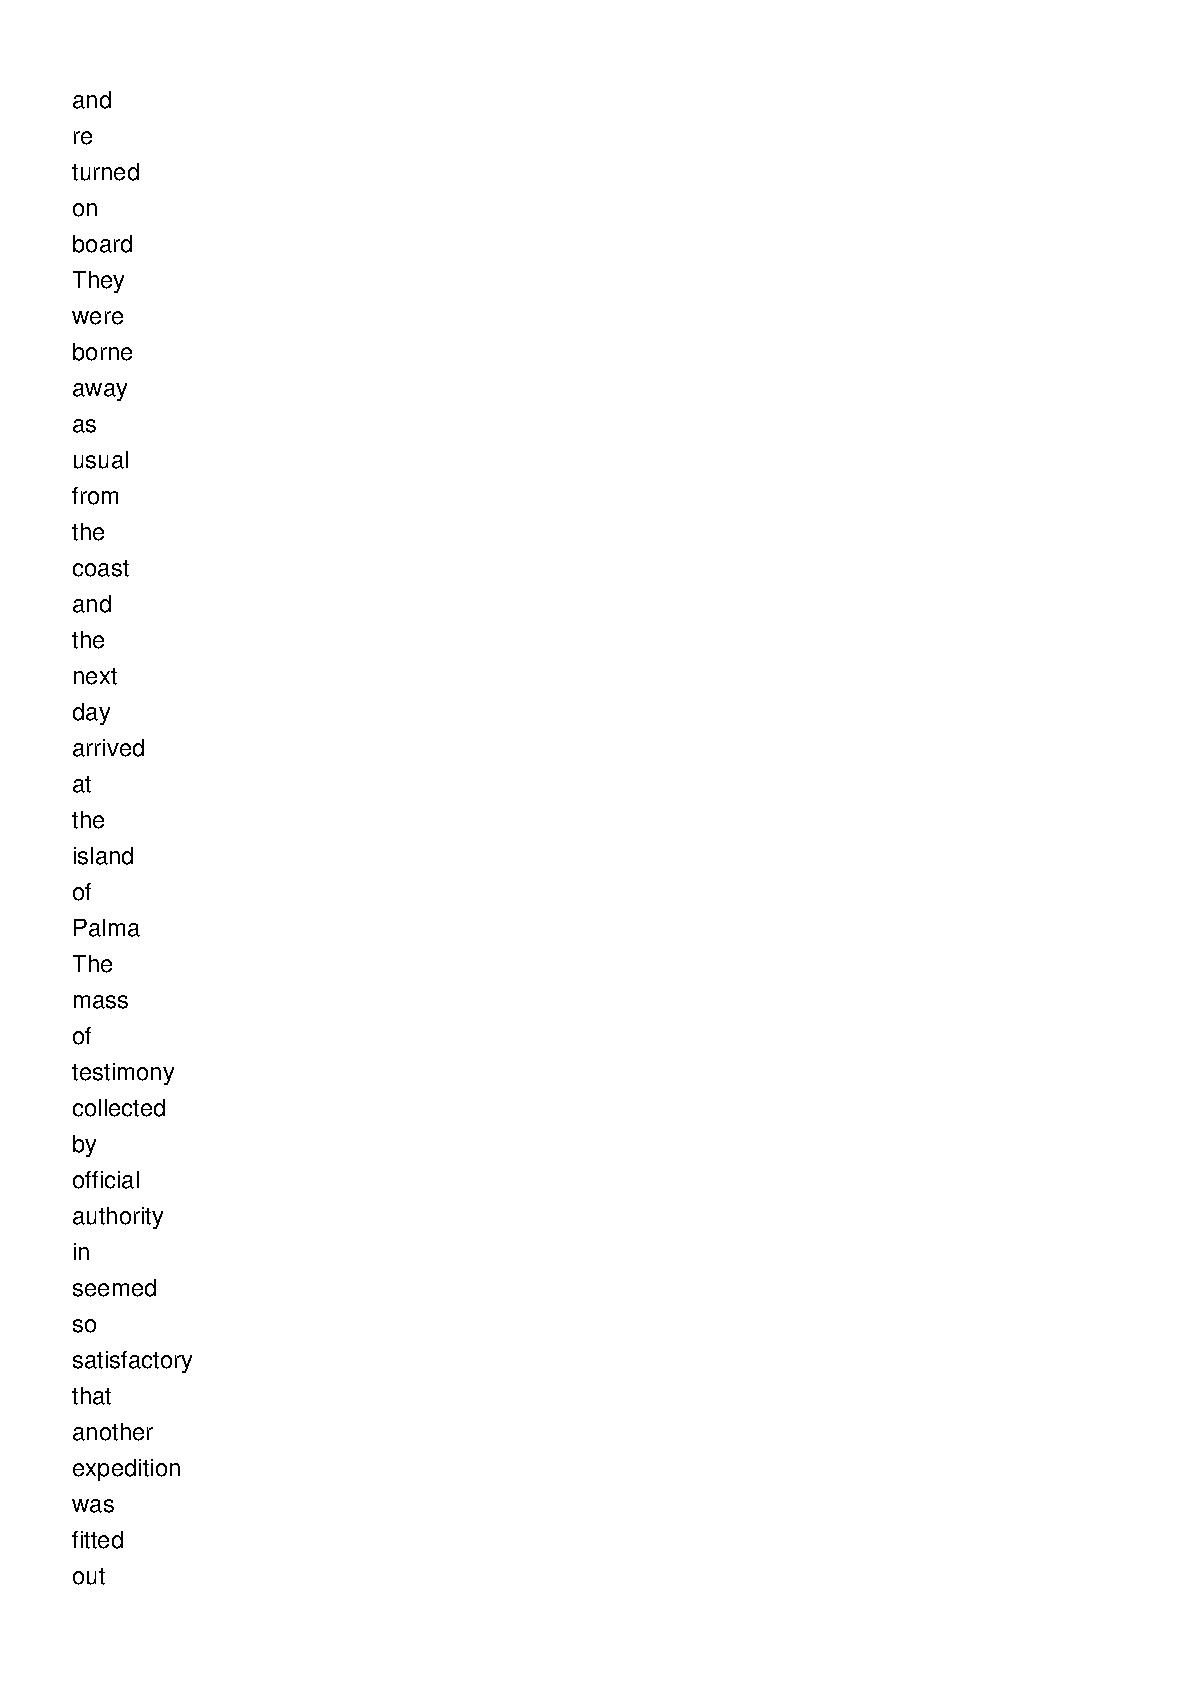 and
re
turned
on
board
They
were
borne
away
as
usual
from
the
coast
and
the
next
day
arrived
at
the
island
of
Palma
The
mass
of
testimony
collected
by
official
authority
in
seemed
so
satisfactory
that
another
expedition
was
fitted
out